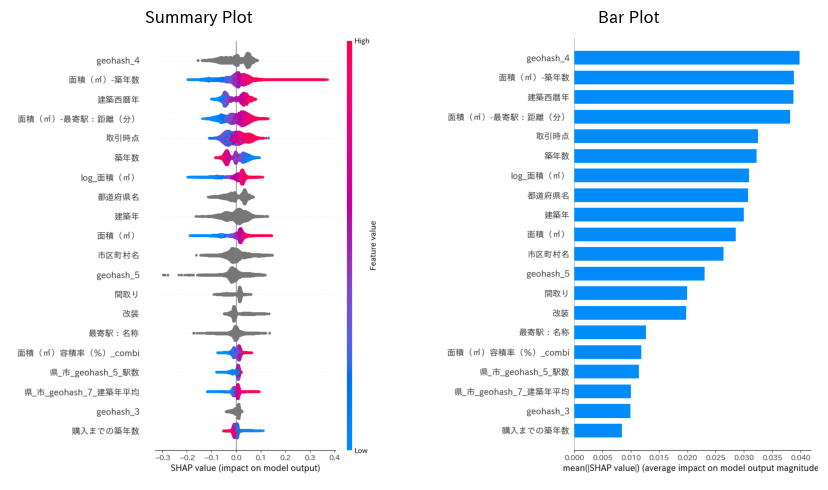 Summary Plot
geohash_4
面積（㎡）-築年数
建築西暦年
面積（㎡）-最寄駅：距離（分）
取引時点
築年数
log_面積（㎡）
都道府県名
建築年
面積（㎡）
市区町村名
geohash_5
間取り
改装
最寄駅：名称
面積（㎡）容積率（%）_combi
県_市_geohash_5_駅数
県_市_geohash_7_建築年平均
geohash_3
購入までの築年数
−0.3 −0.2 −0.1 0.0 0.1 0.2 0.3 0.4
SHAP value (impact on model output)
High
Feature value
Low
Bar Plot
geohash_4
面積（㎡）-築年数
建築西暦年
面積（㎡）-最寄駅：距離（分）
取引時点
築年数
log_面積（㎡）
都道府県名
建築年
面積（㎡）
市区町村名
geohash_5
間取り
改装
最寄駅：名称
面積（㎡）容積率（%）_combi
県_市_geohash_5_駅数
県_市_geohash_7_建築年平均
geohash_3
購入までの築年数
0.000 0.005 0.010 0.015 0.020 0.025 0.030 0.035 0.040
mean(|SHAP value|) (average impact on model output magnitude